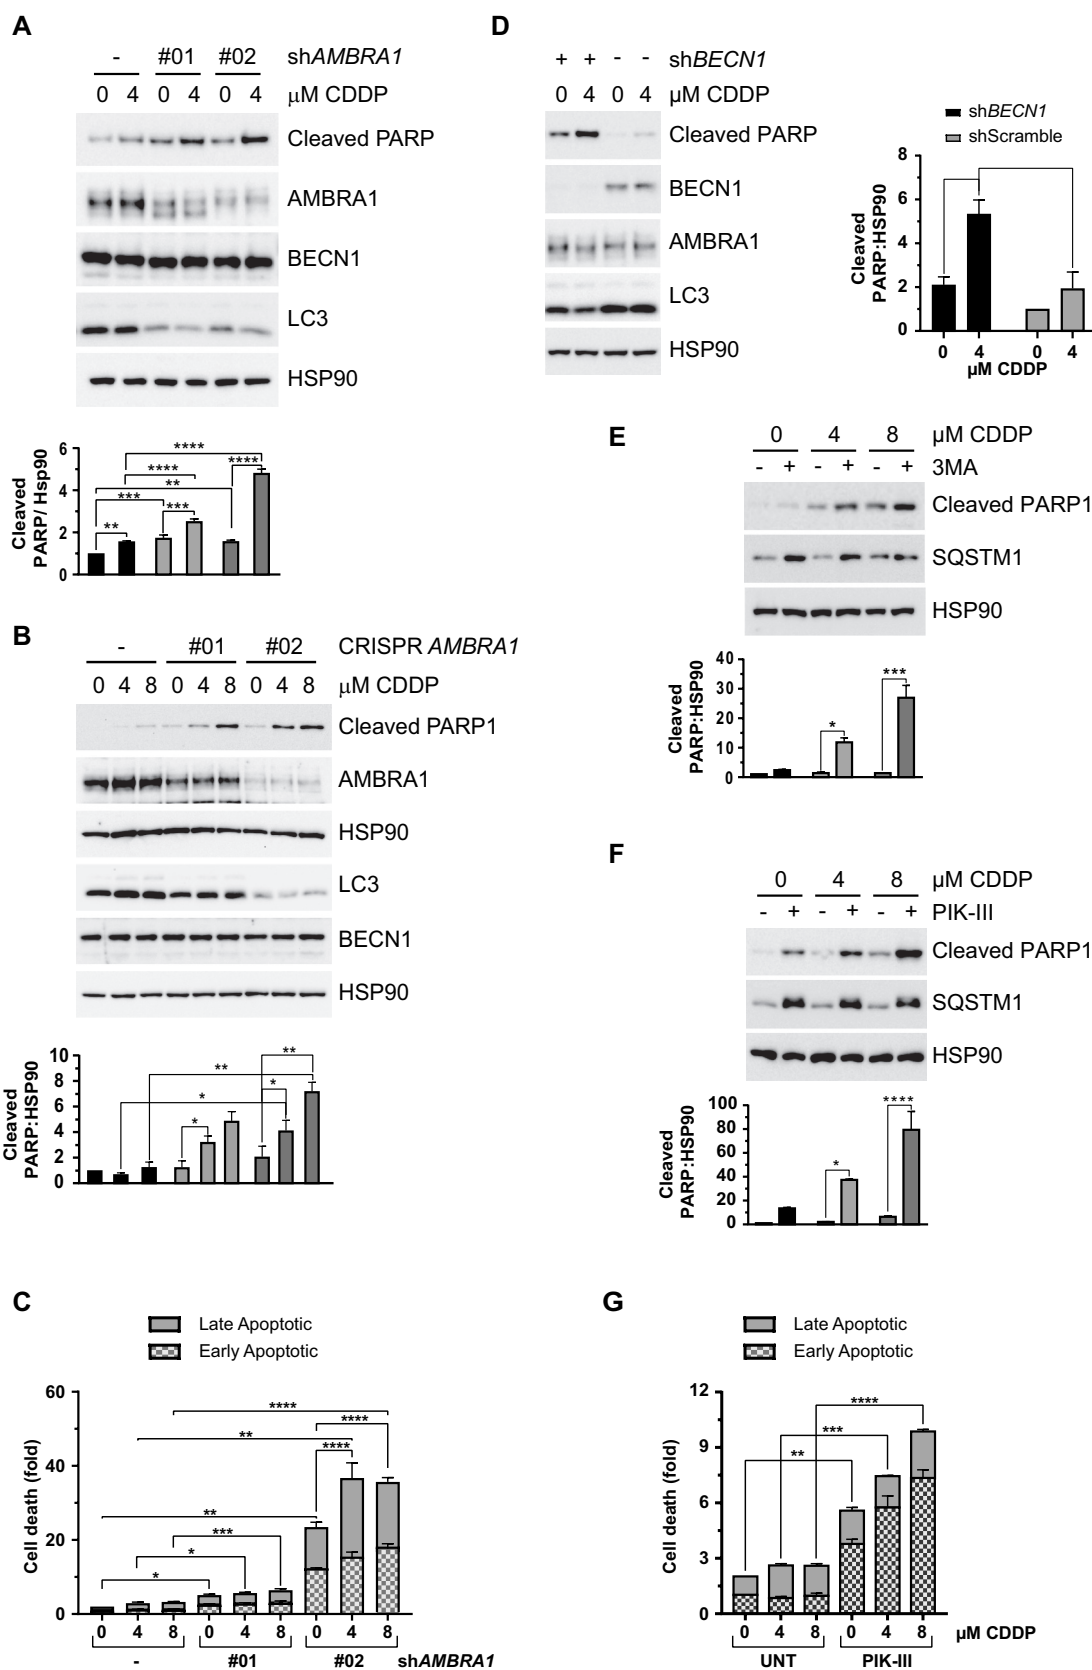 A
- #01 #02 shAMBRA1
0 4 0 4 0 4 μM CDDP
Cleaved PARP
AMBRA1
BECN1
LC3
HSP90
Cleaved
PARP/ Hsp90
6
4
2
0
****
****
****
**
***
***
**
B
- #01 #02 CRISPR AMBRA1
0 4 8 0 4 8 0 4 8 μM CDDP
Cleaved PARP1
AMBRA1
HSP90
LC3
BECN1
HSP90
Cleaved
PARP:HSP90
10
8
6
4
2
0
**
**
*
*
*
C
Late Apoptotic
Early Apoptotic
Cell death (fold)
60
40
20
0
****
****
**
****
**
***
*
*
0 4 8 0 4 8 0 4 8
- #01 #02 shAMBRA1
D
+ + - - shBECN1
0 4 0 4 μM CDDP
Cleaved PARP
BECN1
AMBRA1
LC3
HSP90
shBECN1
shScramble
Cleaved
PARP:HSP90
8
6
4
2
0
0 4 0 4
μM CDDP
E
0 4 8 μM CDDP
- + - + - + 3MA
Cleaved PARP1
SQSTM1
HSP90
Cleaved
PARP:HSP90
40
30
20
10
0
*
***
F
0 4 8 μM CDDP
- + - + - + PIK-III
Cleaved PARP1
SQSTM1
HSP90
Cleaved
PARP:HSP90
100
80
60
40
20
0
*
****
G
Late Apoptotic
Early Apoptotic
Cell death (fold)
12
9
6
3
0
****
***
**
0 4 8 0 4 8 μM CDDP
UNT PIK-III